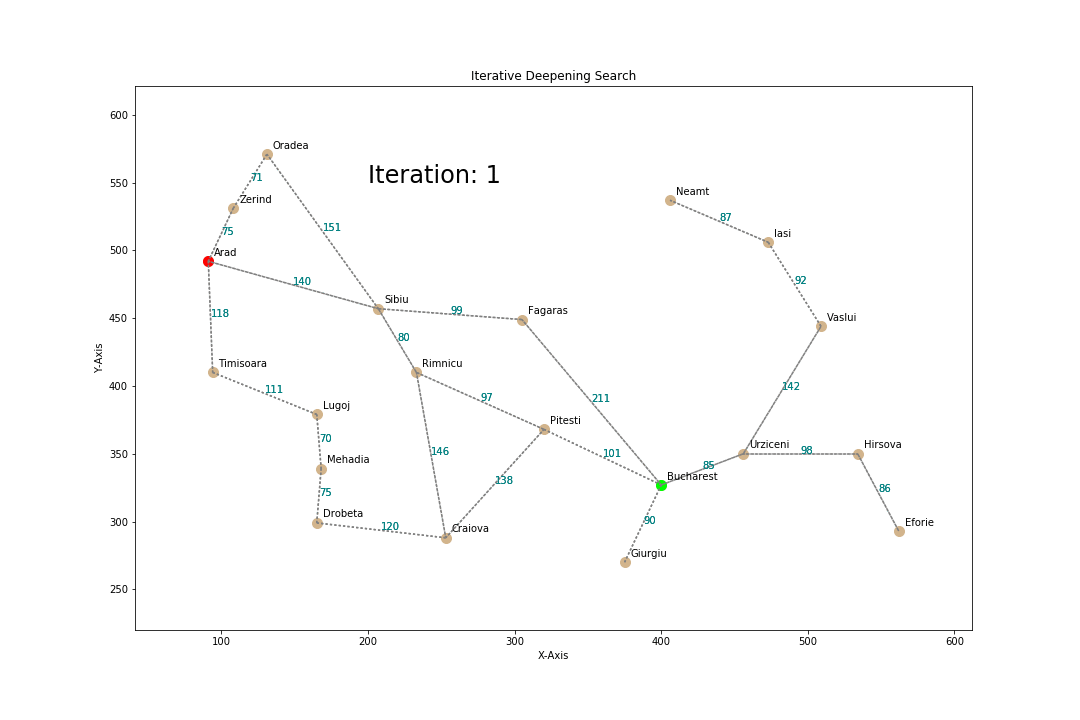 Iterative Deepening Search
600
Oradea
Iteration: 1
71
550
Neamt
Zerind
87
151
75
Iasi
500
Arad
140
92
Sibiu
118
99
Fagaras
Vaslui
450
80
Y-Axis
Timisoara
Rimnicu
400
111
97
211
142
Lugoj
Pitesti
70
146
101
Urziceni
98
Hirsova
350
Mehadia
138
85
Bucharest
75
86
Drobeta
120
Craiova
90
Eforie
300
Giurgiu
250
100
200
300
400
500
600
X-Axis